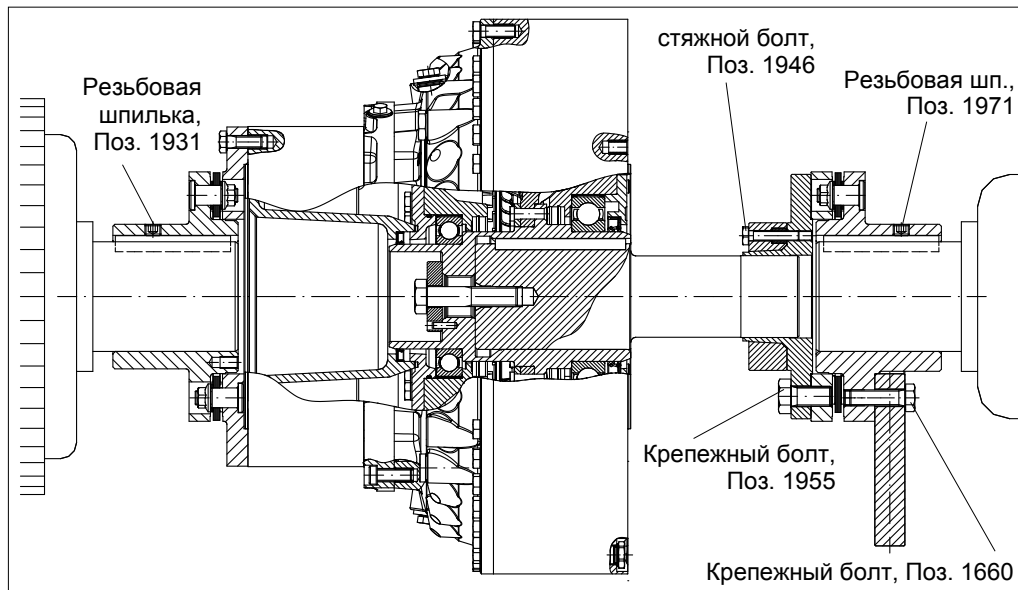 стяжной болт,
Поз. 1946
Резьбовая
шпилька,
Поз. 1931
Резьбовая шп.,
Поз. 1971
Крепежный болт,
Поз. 1955
Крепежный болт, Поз. 1660